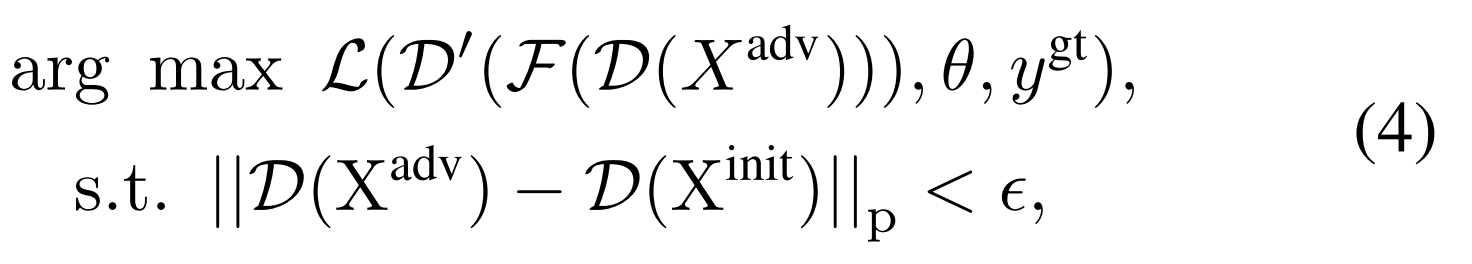 arg max ℒ(𝒟′(ℱ(𝒟(X^adv))), θ, y^gt),
s.t. ||𝒟(X^adv) − 𝒟(X^init)||_p < ϵ,
(4)